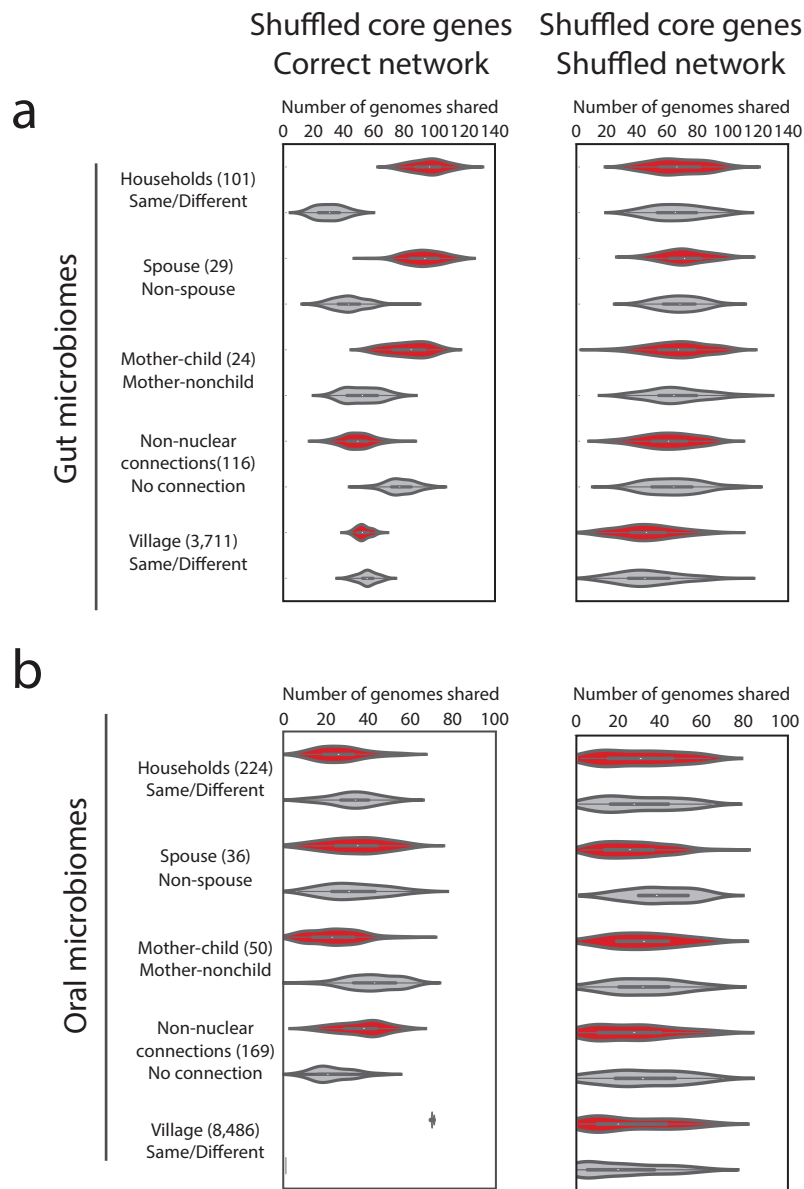 Shuffled core genes
Correct network
Shuffled core genes
Shuffled network
a
Number of genomes shared
0 20 40 60 80 100 120 140
Number of genomes shared
0 20 40 60 80 100 120 140
Gut microbiomes
Households (101)
Same/Different
Spouse (29)
Non-spouse
Mother-child (24)
Mother-nonchild
Non-nuclear
connections(116)
No connection
Village (3,711)
Same/Different
b
Number of genomes shared
0 20 40 60 80 100
Number of genomes shared
0 20 40 60 80 100
Oral microbiomes
Households (224)
Same/Different
Spouse (36)
Non-spouse
Mother-child (50)
Mother-nonchild
Non-nuclear
connections (169)
No connection
Village (8,486)
Same/Different